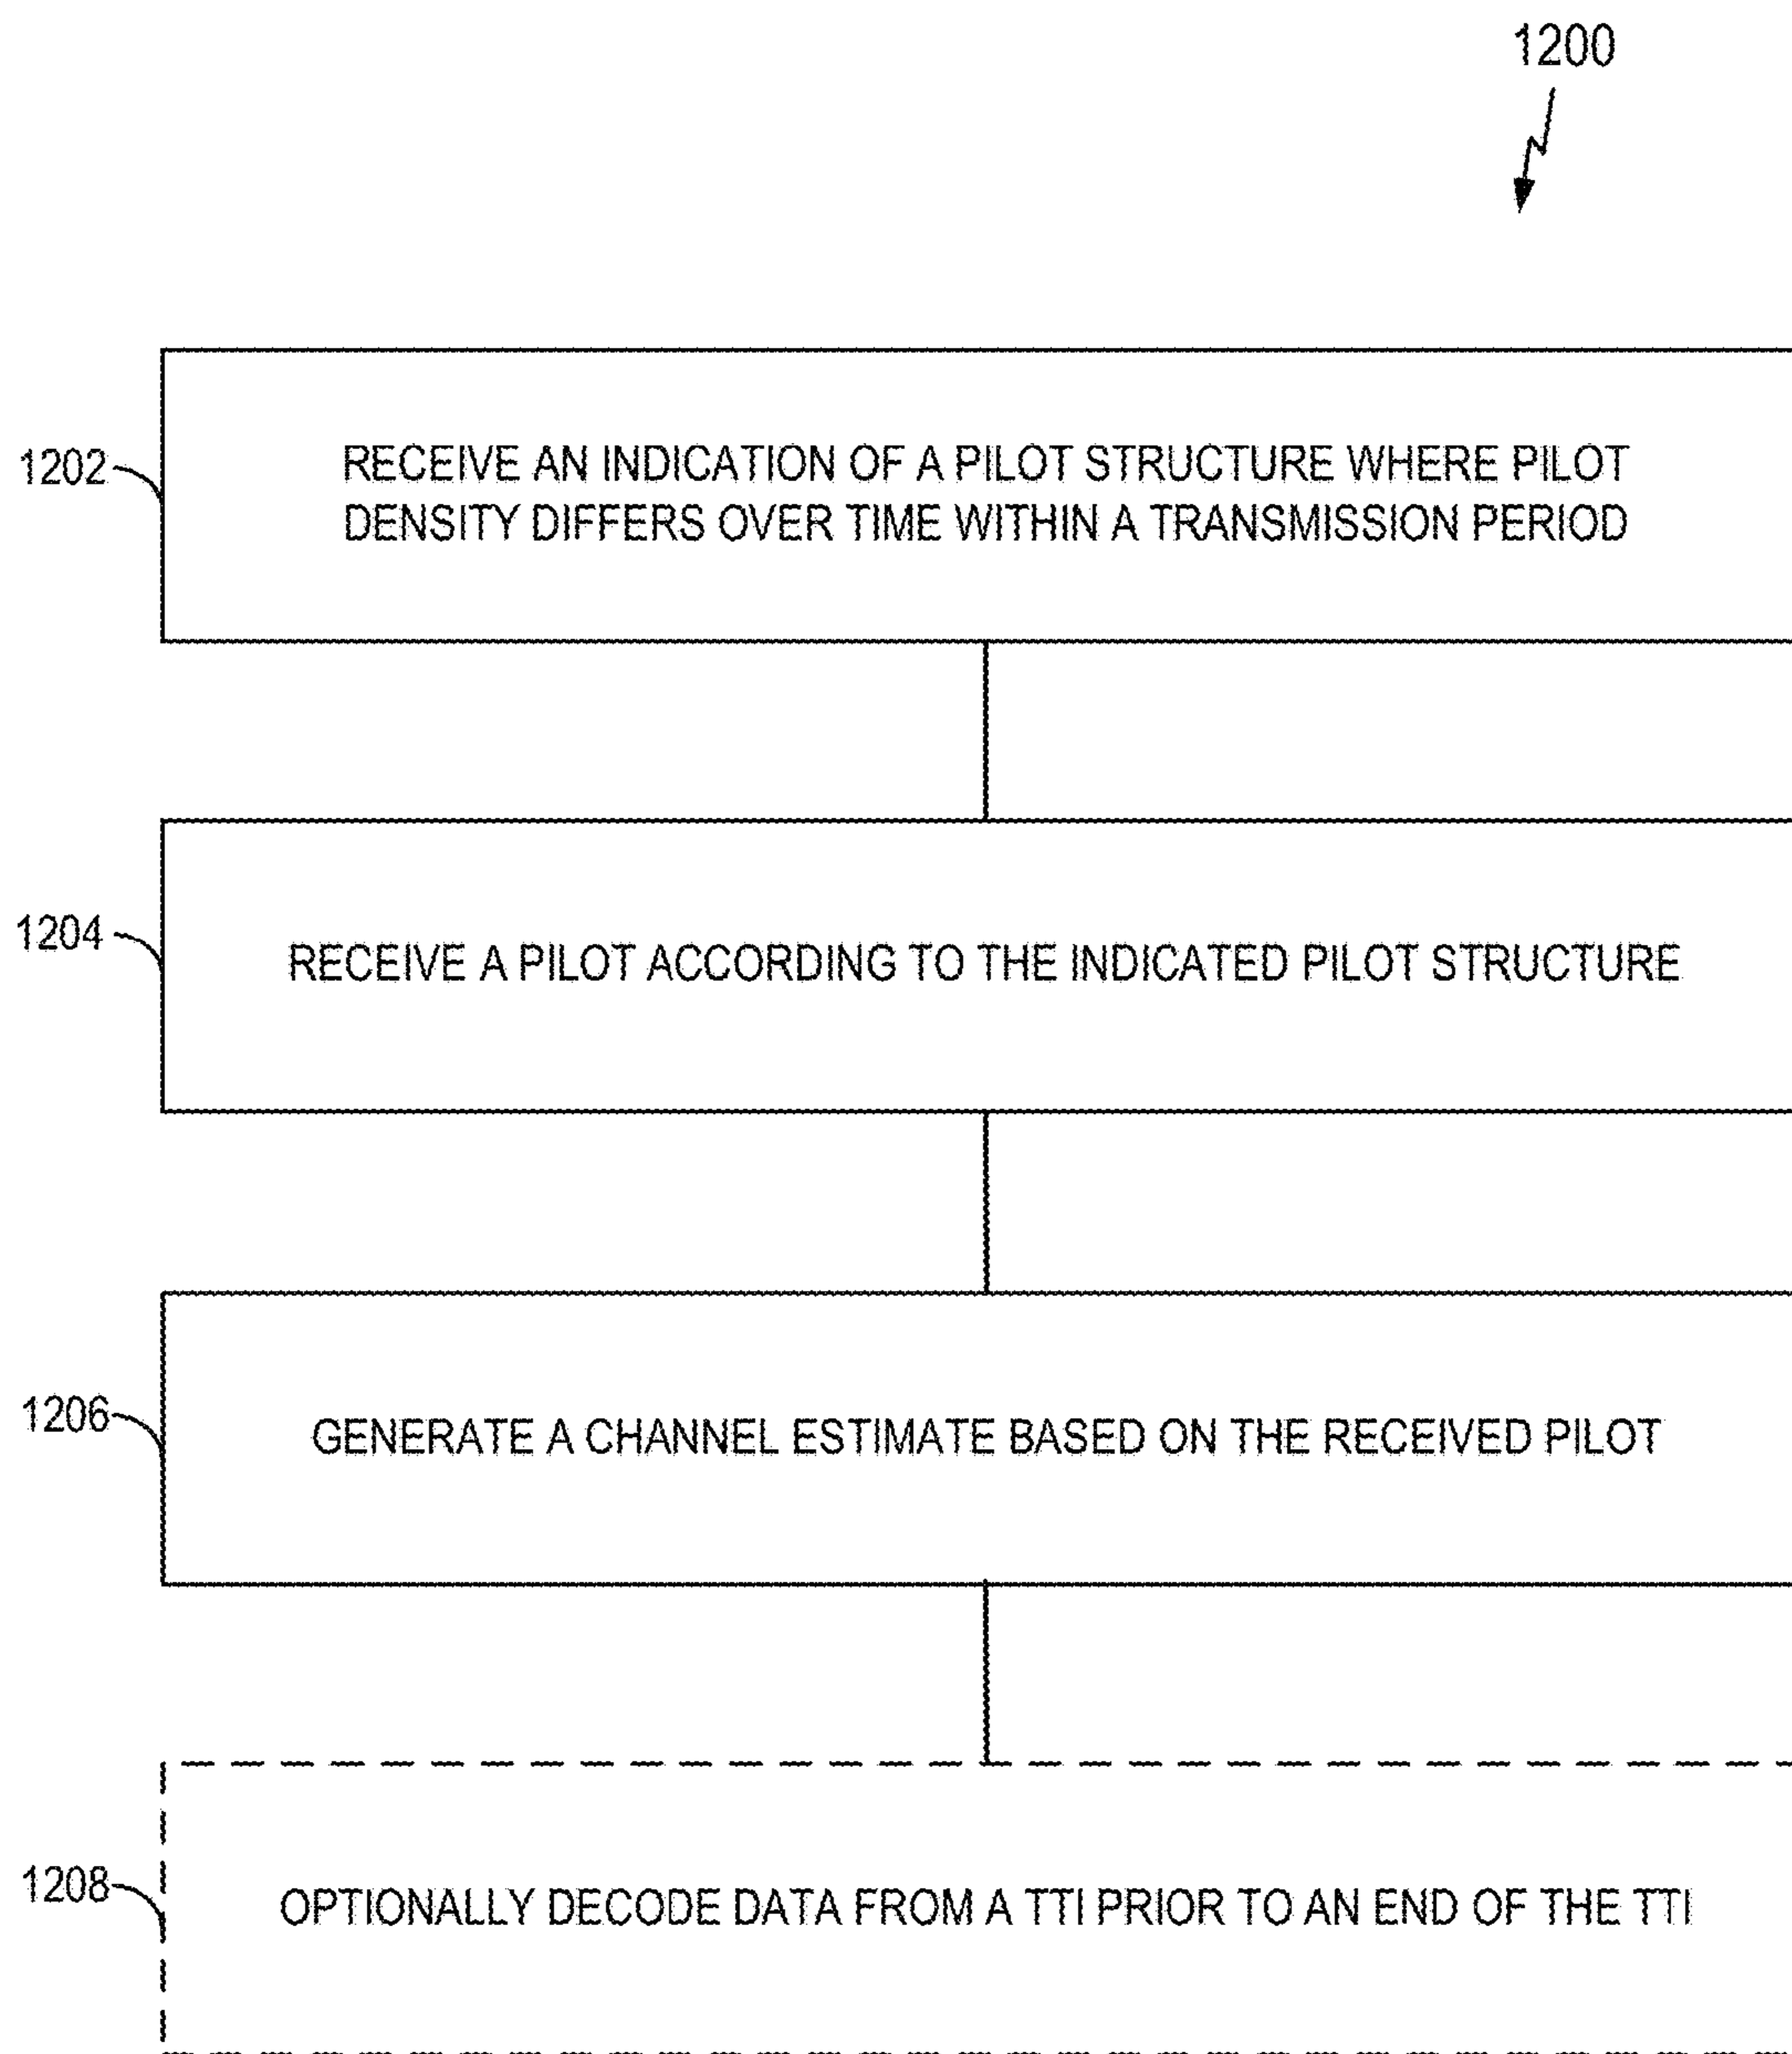 1200
1202
RECEIVE AN INDICATION OF A PILOT STRUCTURE WHERE PILOT
DENSITY DIFFERS OVER TIME WITHIN A TRANSMISSION PERIOD
1204
RECEIVE A PILOT ACCORDING TO THE INDICATED PILOT STRUCTURE
1206
GENERATE A CHANNEL ESTIMATE BASED ON THE RECEIVED PILOT
1208
OPTIONALLY DECODE DATA FROM A TTI PRIOR TO AN END OF THE TTI